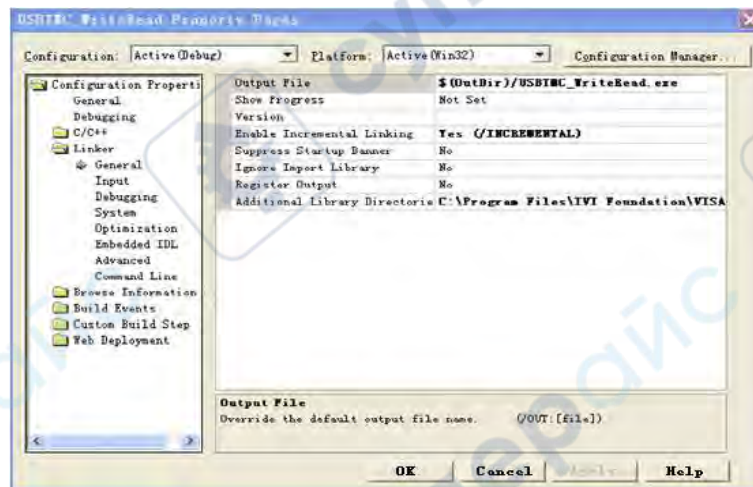 USBTMC_WriteRead Property Pages
Configuration: Active(Debug) Platform: Active(Win32) Configuration Manager...
Configuration Properti
General
Debugging
C/C++
Linker
General
Input
Debugging
System
Optimization
Embedded IDL
Advanced
Command Line
Browse Information
Build Events
Custom Build Step
Web Deployment
Output File $(OutDir)/USBTMC_WriteRead.exe
Show Progress Not Set
Version
Enable Incremental Linking Yes (/INCREMENTAL)
Suppress Startup Banner No
Ignore Import Library No
Register Output No
Additional Library Directorie C:\Program Files\IVI Foundation\VISA
Output File
Override the default output file name. (/OUT:[file])
OK Cancel Apply Help